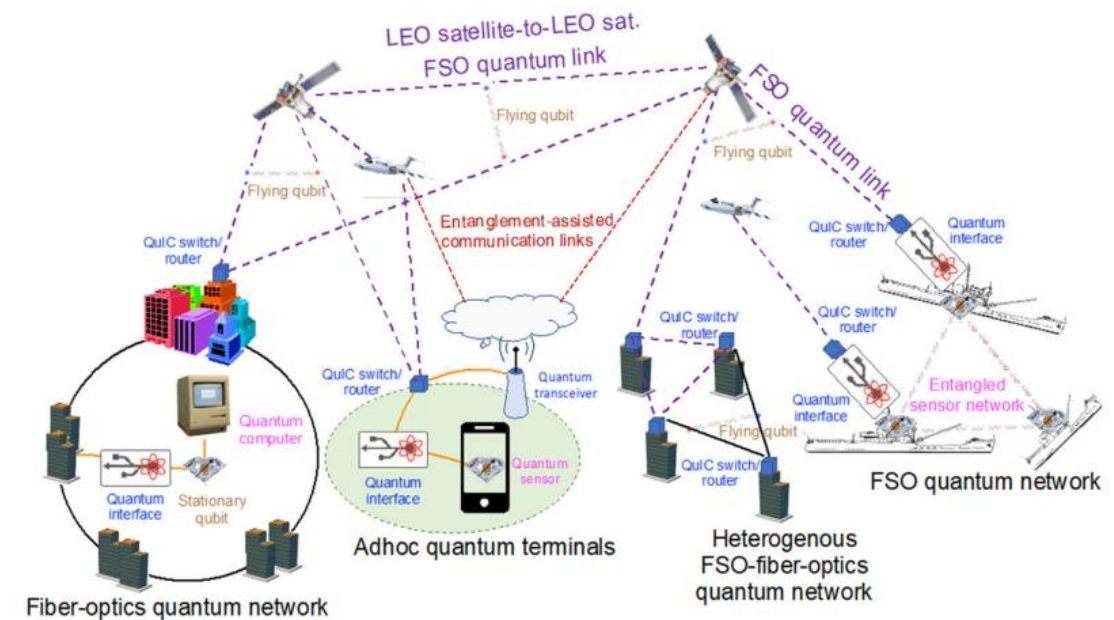 LEO satellite-to-LEO sat.
FSO quantum link
FSO quantum link
Flying qubit
Flying qubit
Flying qubit
Entanglement-assisted
communication links
QuIC switch/
router
QuIC switch/
router
Quantum
interface
QuIC switch/
router
QuIC switch/
router
QuIC switch/
router
Quantum
transceiver
Quantum
computer
Quantum
interface
Stationary
qubit
Quantum
interface
Quantum
sensor
Flying qubit
QuIC switch/
router
Quantum
interface
Entangled
sensor network
FSO quantum network
Adhoc quantum terminals
Heterogenous
FSO-fiber-optics
quantum network
Fiber-optics quantum network